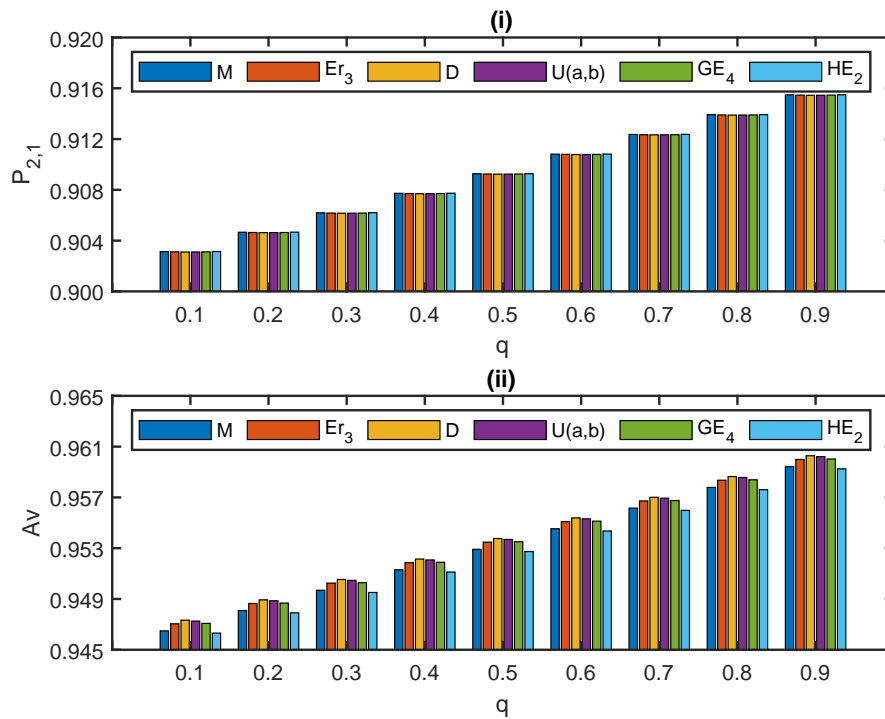 (i)
0.920
0.916
0.912
0.908
0.904
0.900
P2,1
M Er3 D U(a,b) GE4 HE2
0.1 0.2 0.3 0.4 0.5 0.6 0.7 0.8 0.9
q
(ii)
0.965
0.961
0.957
0.953
0.949
0.945
Av
M Er3 D U(a,b) GE4 HE2
0.1 0.2 0.3 0.4 0.5 0.6 0.7 0.8 0.9
q